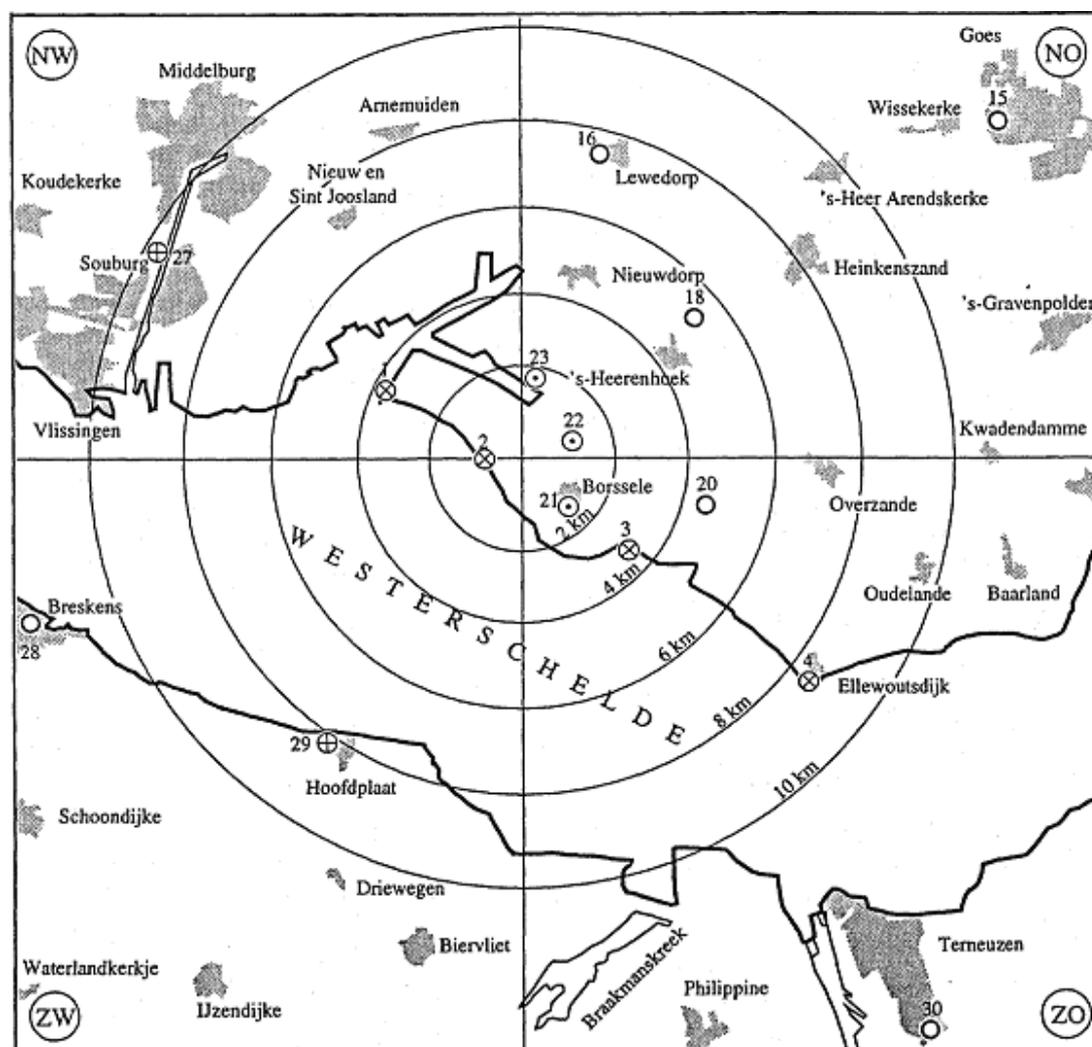 NW
NO
Goes
Middelburg
15
Arnemuiden
Wissekerke
16
Nieuw en
Sint Joosland
Lewedorp
Koudekerke
's-Heer Arendskerke
27
Souburg
Nieuwdorp
Heinkenszand
18
's-Gravenpolder
23
's-Heerenhoek
1
Vlissingen
22
Kwadendamme
2
Borssele
21
20
Overzande
2 km
3
4 km
WESTERSCHELDE
Breskens
Oudelande
Baarland
28
6 km
4
Ellewoutsdijk
8 km
29
Hoofdplaat
10 km
Schoondijke
Driewegen
Biervliet
Terneuzen
Braakmanskreek
Waterlandkerkje
IJzendijke
Philippine
ZW
30
ZO